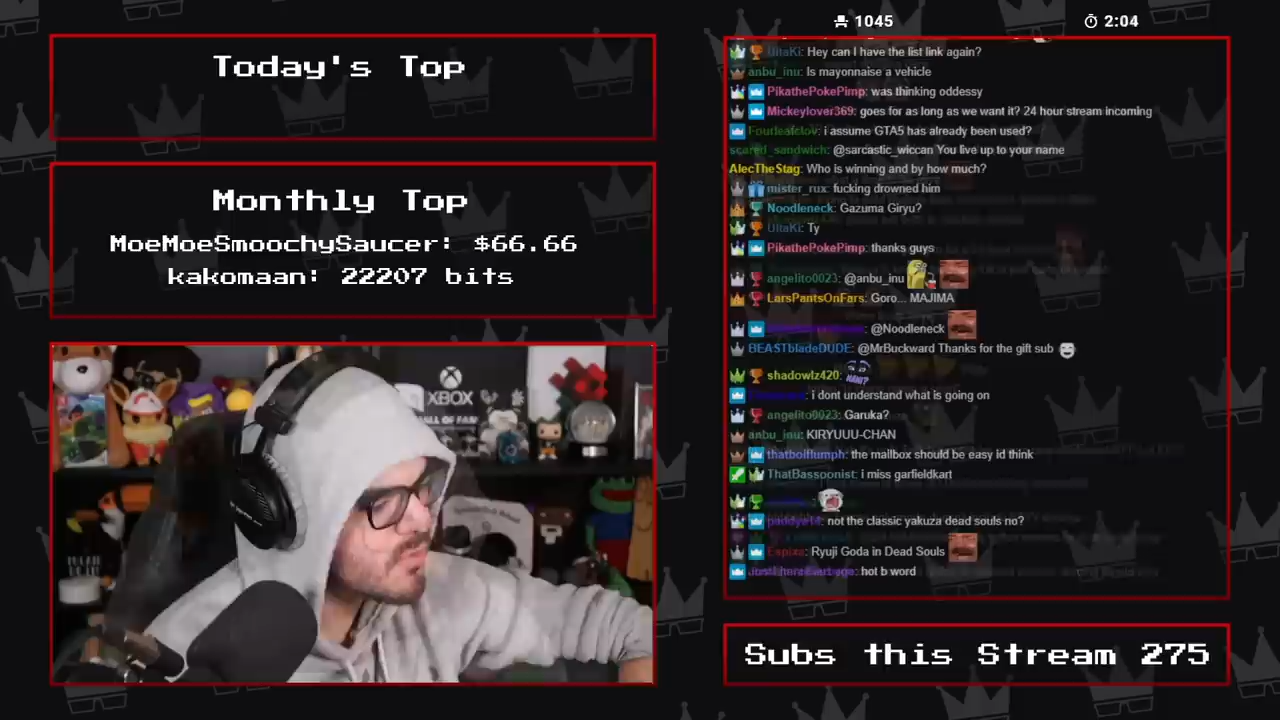 1045
2:04
Today's Top
Monthly Top
MoeMoeSmoochySaucer: $66.66
kakomaan: 22207 bits
XBOX
UltaKi: Hey can I have the list link again?
anbu_inu: Is mayonnaise a vehicle
PikathePokePimp: was thinking oddessy
Mickeylover369: goes for as long as we want it? 24 hour stream incoming
Fourleafclov: i assume GTA5 has already been used?
scared_sandwich: @sarcastic_wiccan You live up to your name
AlecTheStag: Who is winning and by how much?
mister_rux: fucking drowned him
Noodleneck: Gazuma Giryu?
UltaKi: Ty
PikathePokePimp: thanks guys
angelito0023: @anbu_inu
LarsPantsOnFars: Goro... MAJIMA
@Noodleneck
BEASTbladeDUDE: @MrBuckward Thanks for the gift sub
shadowlz420:
i dont understand what is going on
angelito0023: Garuka?
anbu_inu: KIRYUUU-CHAN
thatboiflumph: the mailbox should be easy id think
ThatBassoonist: i miss garfieldkart
not the classic yakuza dead souls no?
Espixa: Ryuji Goda in Dead Souls
hot b word
Subs this Stream 275